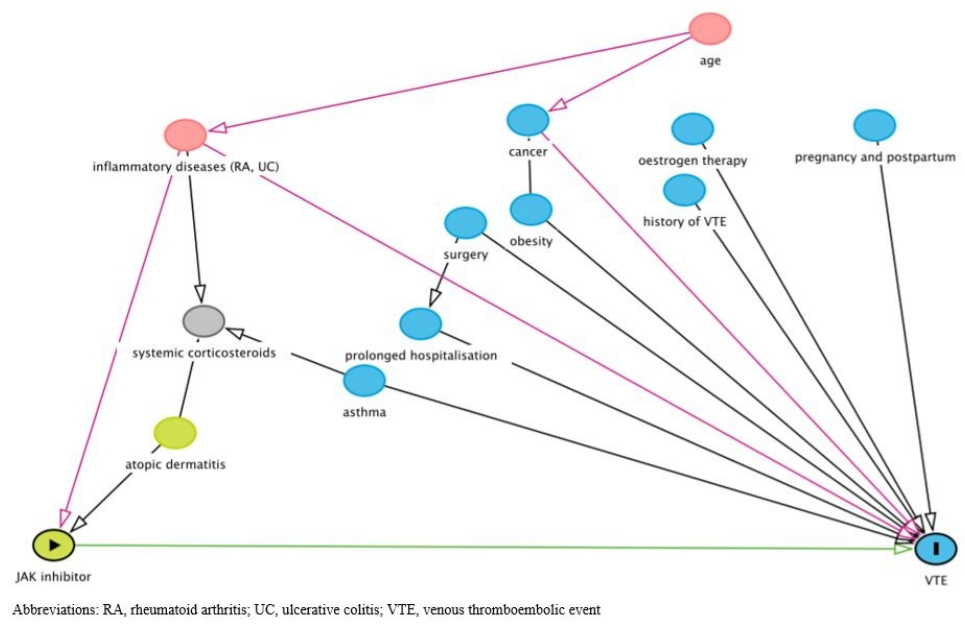 age
cancer
oestrogen therapy
pregnancy and postpartum
inflammatory diseases (RA, UC)
history of VTE
obesity
surgery
systemic corticosteroids
prolonged hospitalisation
asthma
atopic dermatitis
JAK inhibitor
VTE
Abbreviations: RA, rheumatoid arthritis; UC, ulcerative colitis; VTE, venous thromboembolic event